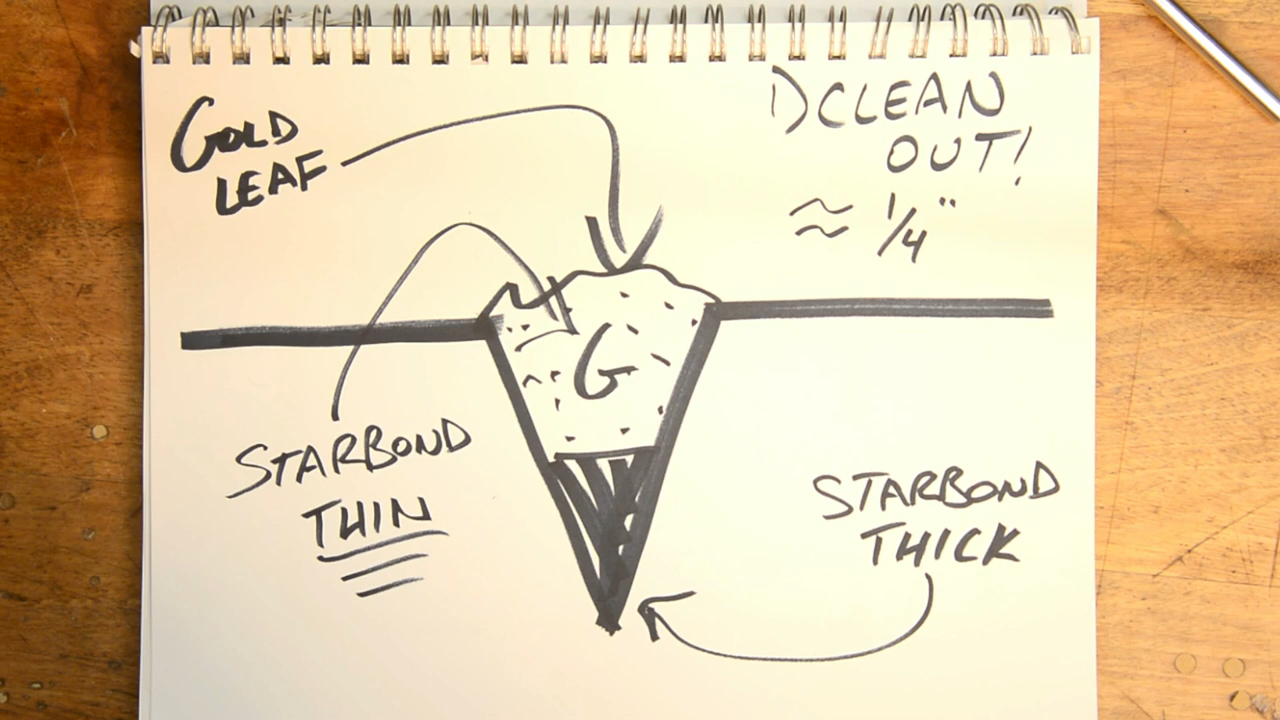 GOLD
LEAF
1) CLEAN
OUT!
≈ 1/4"
G
STARBOND
THIN
STARBOND
THICK